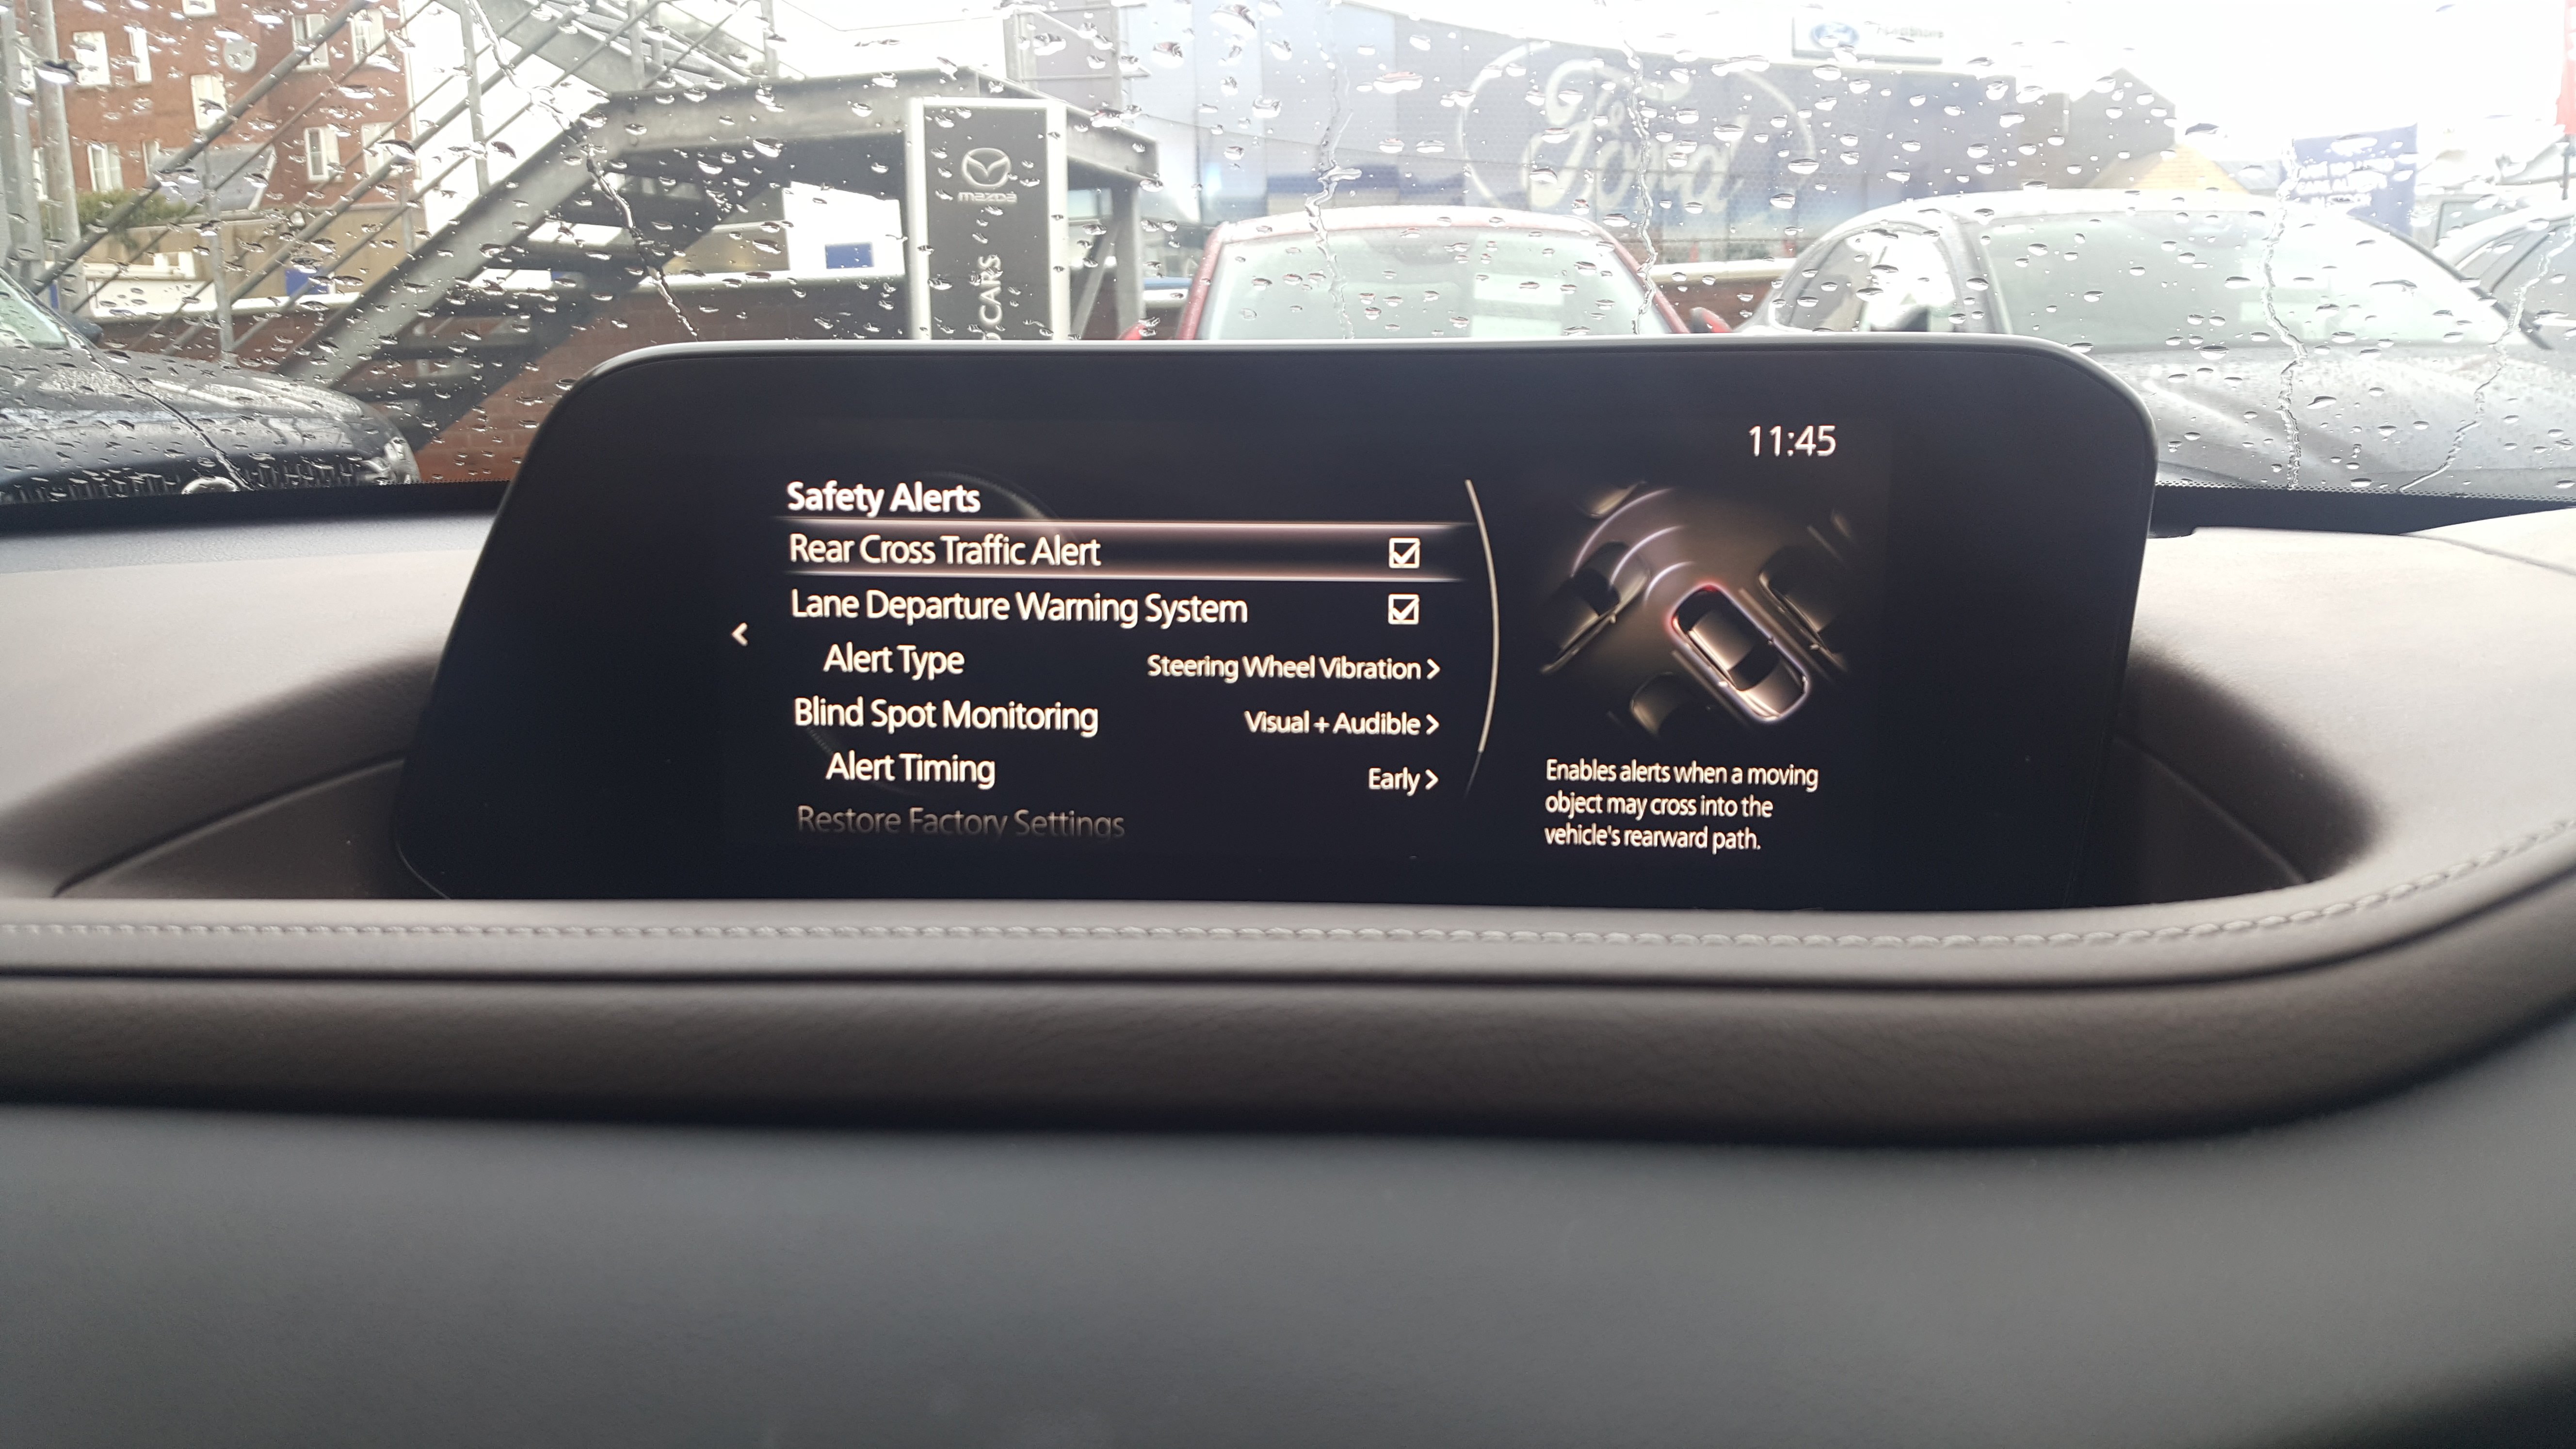 Ford
mazda
CARS
11:45
Safety Alerts
Rear Cross Traffic Alert
Lane Departure Warning System
Alert Type Steering Wheel Vibration >
Blind Spot Monitoring Visual + Audible >
Alert Timing Early >
Restore Factory Settings
Enables alerts when a moving
object may cross into the
vehicle's rearward path.